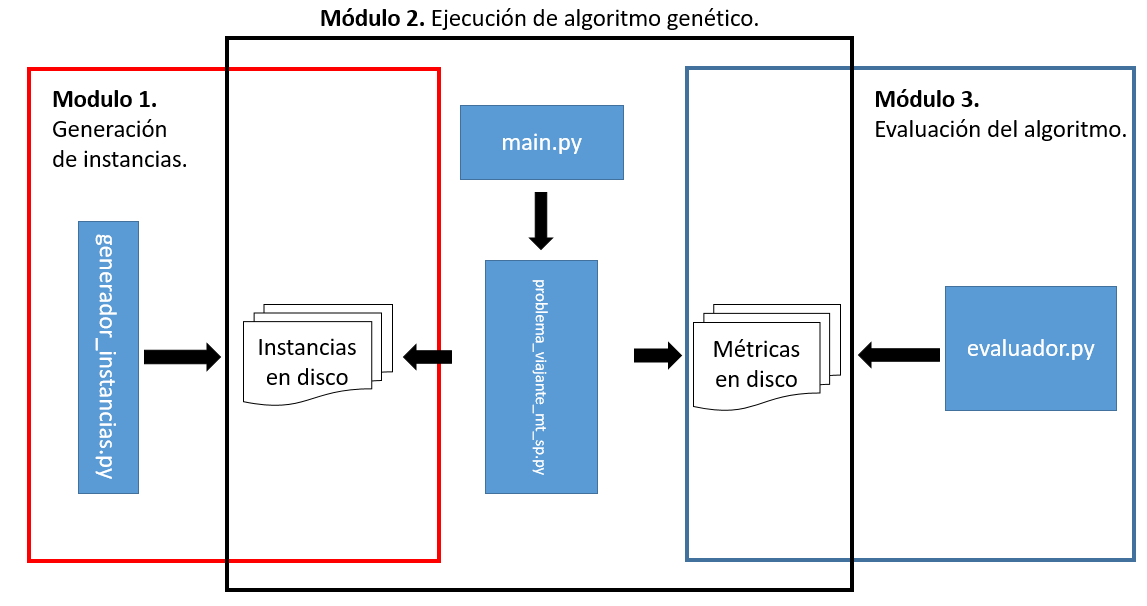 Módulo 2. Ejecución de algoritmo genético.
Modulo 1.
Generación
de instancias.
generador_instancias.py
Instancias
en disco
main.py
problema_viajante_mt_sp.py
Métricas
en disco
Módulo 3.
Evaluación del algoritmo.
evaluador.py